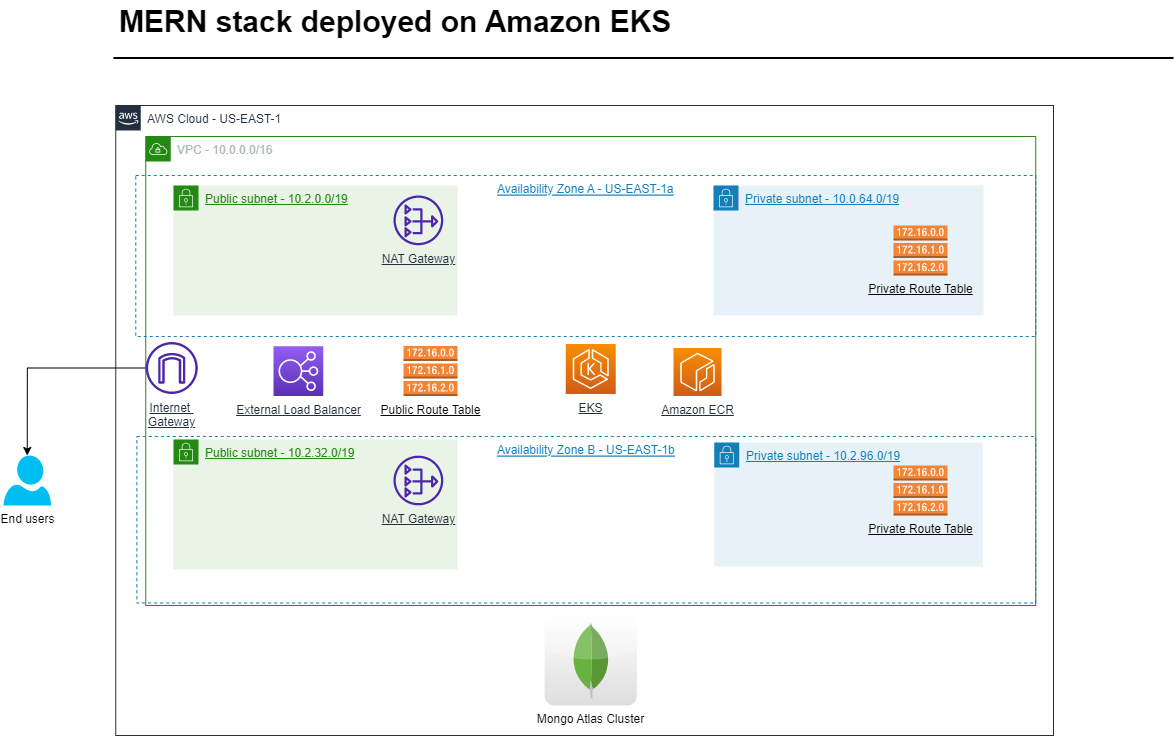 MERN stack deployed on Amazon EKS
aws
AWS Cloud - US-EAST-1
VPC - 10.0.0.0/16
Public subnet - 10.2.0.0/19
NAT Gateway
Availability Zone A - US-EAST-1a
Private subnet - 10.0.64.0/19
172.16.0.0
172.16.1.0
172.16.2.0
Private Route Table
Internet
Gateway
External Load Balancer
172.16.0.0
172.16.1.0
172.16.2.0
Public Route Table
K
EKS
Amazon ECR
Public subnet - 10.2.32.0/19
NAT Gateway
Availability Zone B - US-EAST-1b
Private subnet - 10.2.96.0/19
172.16.0.0
172.16.1.0
172.16.2.0
Private Route Table
End users
Mongo Atlas Cluster